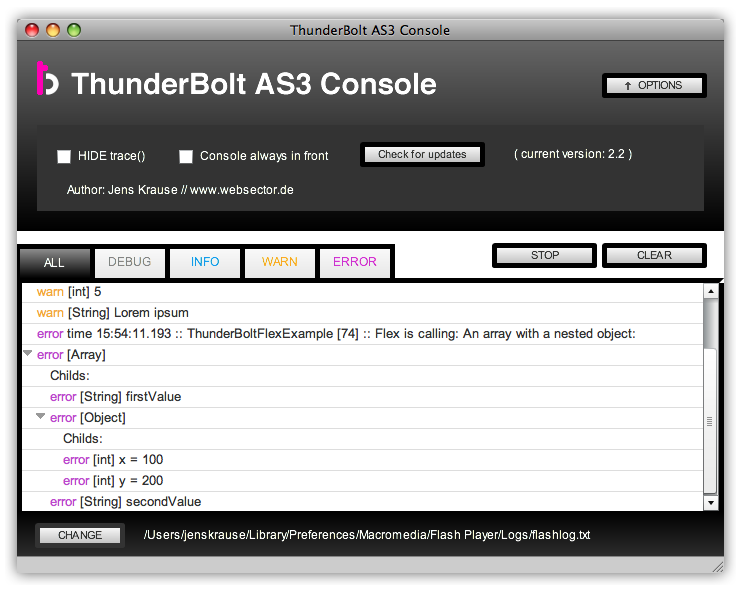 ThunderBolt AS3 Console
b ThunderBolt AS3 Console
↑ OPTIONS
HIDE trace() Console always in front Check for updates ( current version: 2.2 )
Author: Jens Krause // www.websector.de
ALL DEBUG INFO WARN ERROR STOP CLEAR
warn [int] 5
warn [String] Lorem ipsum
error time 15:54:11.193 :: ThunderBoltFlexExample [74] :: Flex is calling: An array with a nested object:
error [Array]
Childs:
error [String] firstValue
error [Object]
Childs:
error [int] x = 100
error [int] y = 200
error [String] secondValue
CHANGE /Users/jenskrause/Library/Preferences/Macromedia/Flash Player/Logs/flashlog.txt